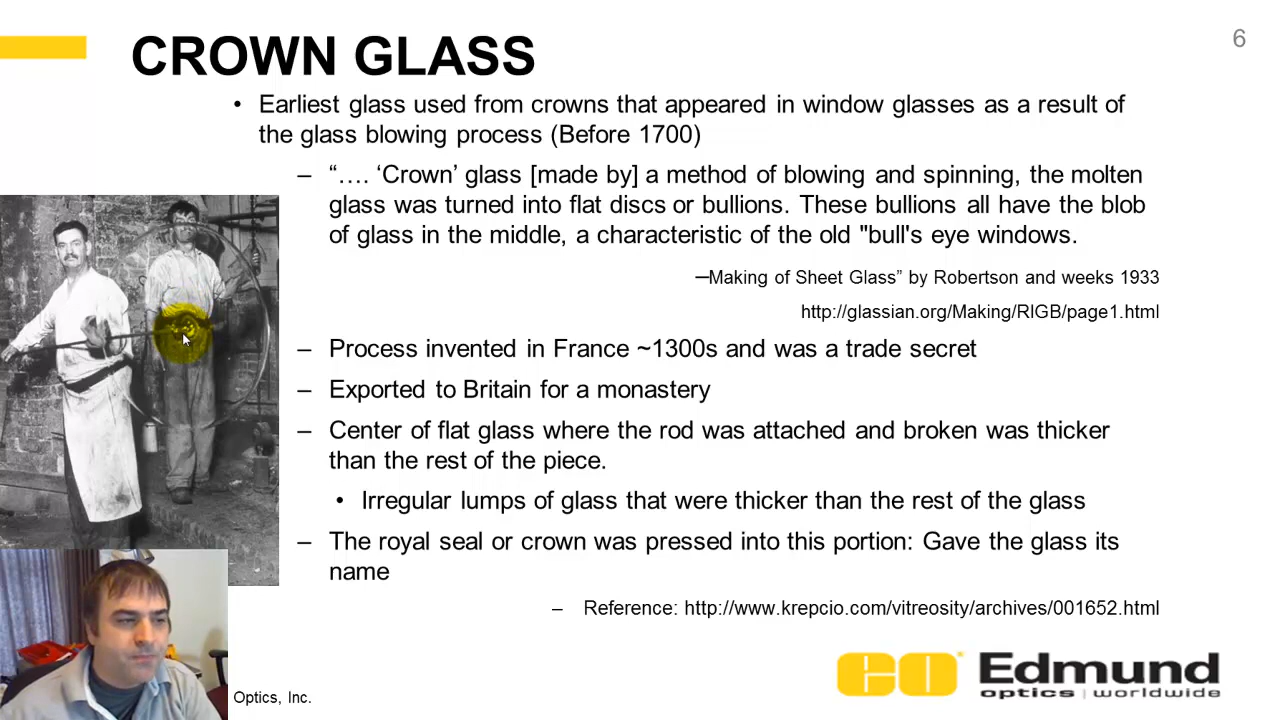 6
CROWN GLASS
• Earliest glass used from crowns that appeared in window glasses as a result of
the glass blowing process (Before 1700)
– “…. ‘Crown’ glass [made by] a method of blowing and spinning, the molten
glass was turned into flat discs or bullions. These bullions all have the blob
of glass in the middle, a characteristic of the old "bull's eye windows.
–Making of Sheet Glass” by Robertson and weeks 1933
http://glassian.org/Making/RIGB/page1.html
– Process invented in France ~1300s and was a trade secret
– Exported to Britain for a monastery
– Center of flat glass where the rod was attached and broken was thicker
than the rest of the piece.
• Irregular lumps of glass that were thicker than the rest of the glass
– The royal seal or crown was pressed into this portion: Gave the glass its
name
– Reference: http://www.krepcio.com/vitreosity/archives/001652.html
EO Edmund
optics | worldwide
Optics, Inc.